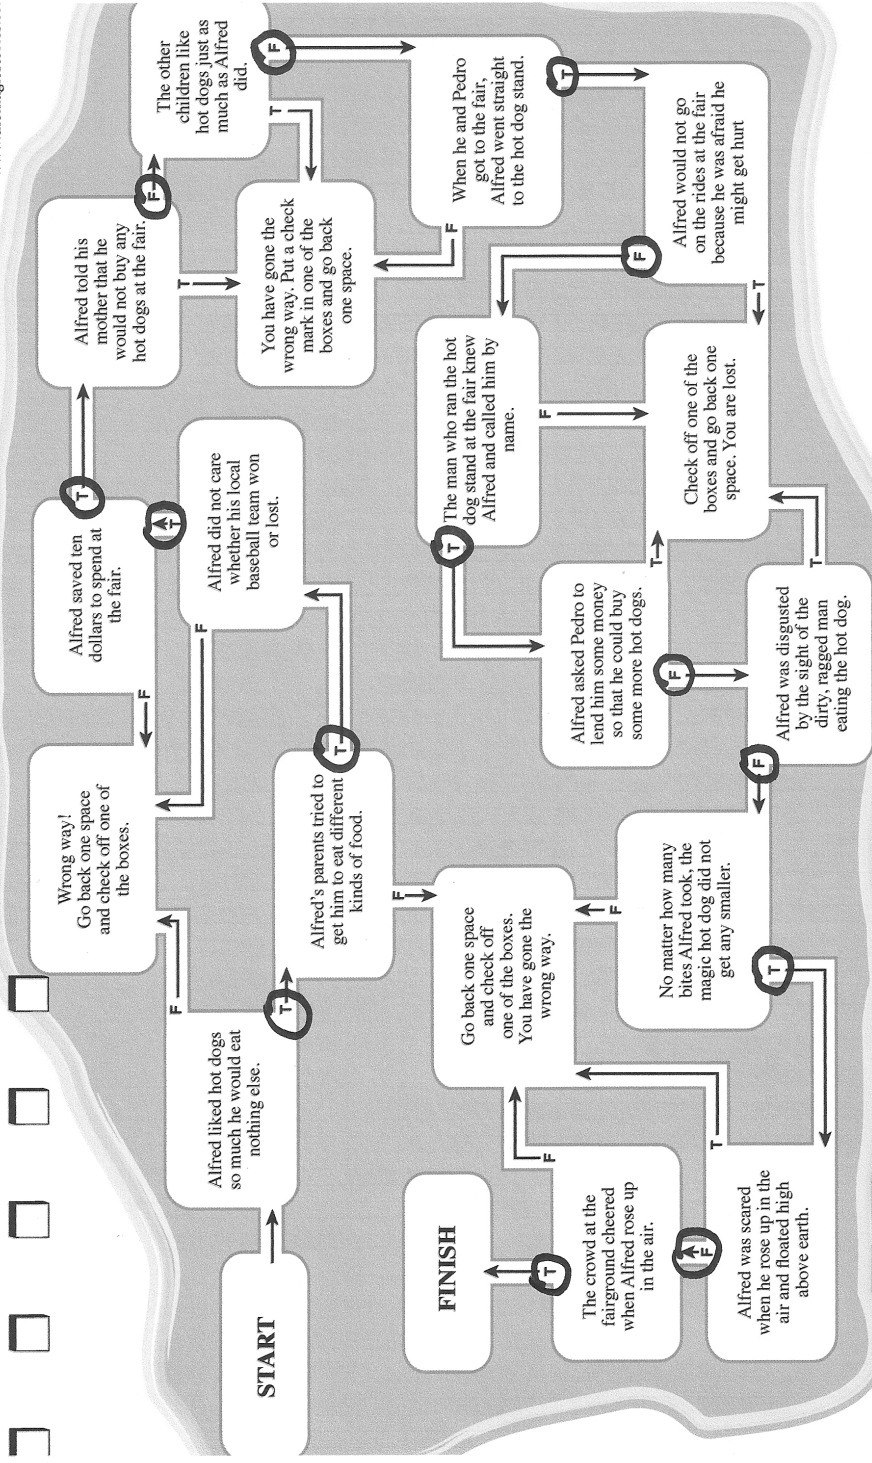 START
Alfred liked hot dogs
so much he would eat
nothing else.
F
T
Wrong way!
Go back one space
and check off one of
the boxes.
Alfred's parents tried to
get him to eat different
kinds of food.
T
F
Alfred did not care
whether his local
baseball team won
or lost.
F
T
Alfred saved ten
dollars to spend at
the fair.
F
T
Alfred told his
mother that he
would not buy any
hot dogs at the fair.
F
T
The other
children like
hot dogs just as
much as Alfred
did.
F
T
You have gone the
wrong way. Put a check
mark in one of the
boxes and go back
one space.
When he and Pedro
got to the fair,
Alfred went straight
to the hot dog stand.
F
T
Alfred would not go
on the rides at the fair
because he was afraid he
might get hurt
F
T
The man who ran the hot
dog stand at the fair knew
Alfred and called him by
name.
T
F
Check off one of the
boxes and go back one
space. You are lost.
Alfred asked Pedro to
lend him some money
so that he could buy
some more hot dogs.
T
F
Alfred was disgusted
by the sight of the
dirty, ragged man
eating the hot dog.
T
F
No matter how many
bites Alfred took, the
magic hot dog did not
get any smaller.
F
T
Go back one space
and check off
one of the boxes.
You have gone the
wrong way.
Alfred was scared
when he rose up in the
air and floated high
above earth.
T
F
The crowd at the
fairground cheered
when Alfred rose up
in the air.
F
T
FINISH